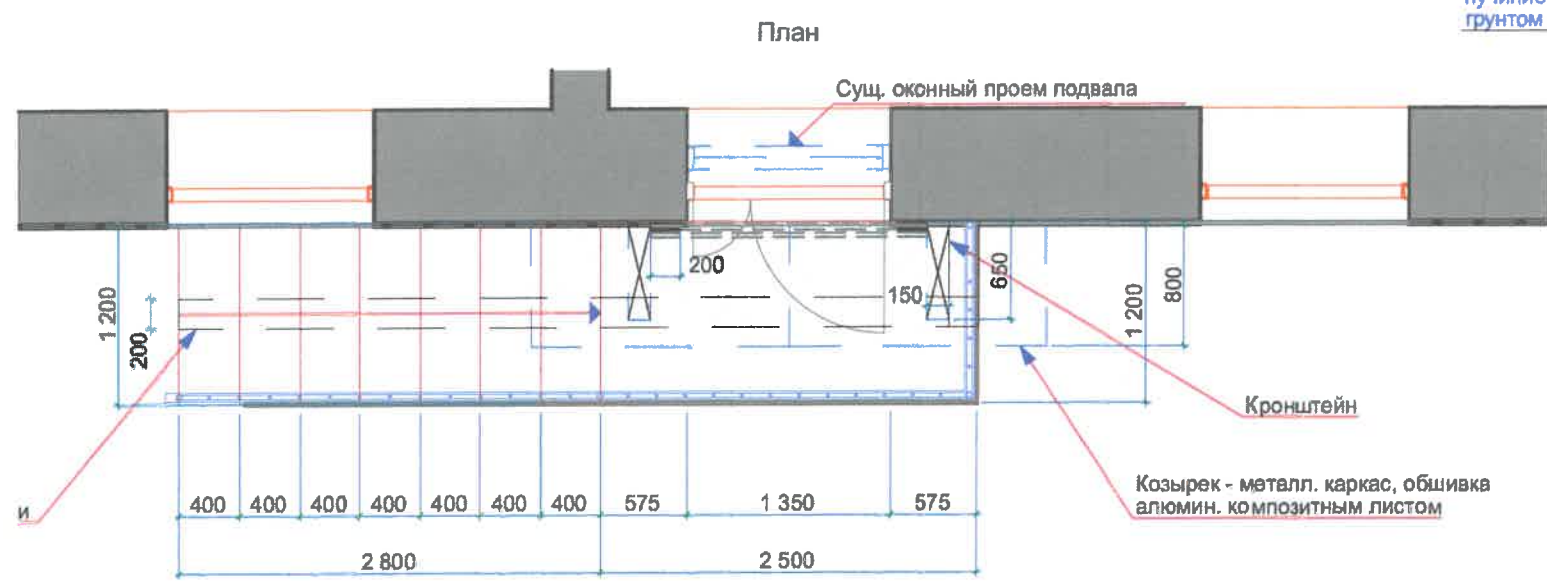 грунтом
План
Сущ. оконный проем подвала
1 200
200
200
150
650
1 200
800
Кронштейн
Козырек - металл. каркас, обшивка
алюмин. композитным листом
и
400 400 400 400 400 400 400 575 1 350 575
2 800 2 500